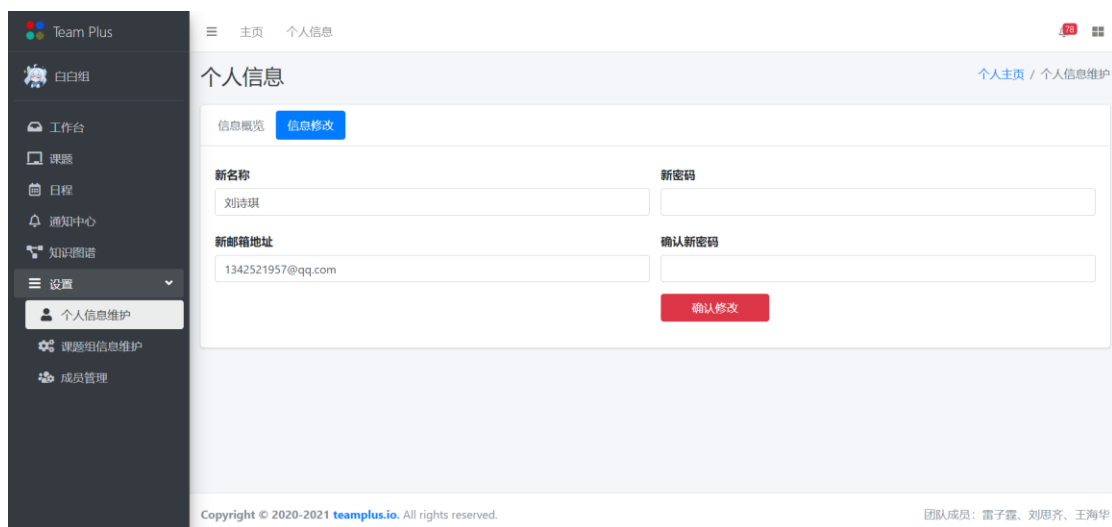 Team Plus
主页 个人信息
78
白白组
个人信息
个人主页 / 个人信息维护
工作台
课题
日程
通知中心
知识图谱
设置
个人信息维护
课题组信息维护
成员管理
信息概览 信息修改
新名称
刘诗琪
新密码
新邮箱地址
1342521957@qq.com
确认新密码
确认修改
Copyright © 2020-2021 teamplus.io. All rights reserved.
团队成员：雷子霆、刘思齐、王海华